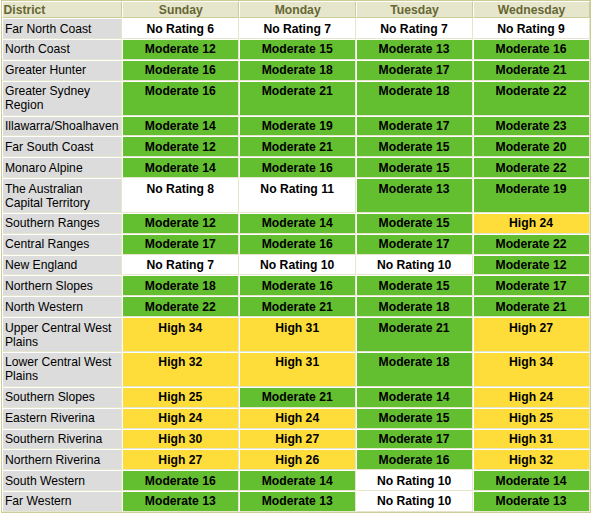 District Sunday Monday Tuesday Wednesday
Far North Coast No Rating 6 No Rating 7 No Rating 7 No Rating 9
North Coast Moderate 12 Moderate 15 Moderate 13 Moderate 16
Greater Hunter Moderate 16 Moderate 18 Moderate 17 Moderate 21
Greater Sydney Moderate 16 Moderate 21 Moderate 18 Moderate 22
Region
Illawarra/Shoalhaven Moderate 14 Moderate 19 Moderate 17 Moderate 23
Far South Coast Moderate 12 Moderate 21 Moderate 15 Moderate 20
Monaro Alpine Moderate 14 Moderate 16 Moderate 15 Moderate 22
The Australian No Rating 8 No Rating 11 Moderate 13 Moderate 19
Capital Territory
Southern Ranges Moderate 12 Moderate 14 Moderate 15 High 24
Central Ranges Moderate 17 Moderate 16 Moderate 17 Moderate 22
New England No Rating 7 No Rating 10 No Rating 10 Moderate 12
Northern Slopes Moderate 18 Moderate 16 Moderate 15 Moderate 17
North Western Moderate 22 Moderate 21 Moderate 18 Moderate 21
Upper Central West High 34 High 31 Moderate 21 High 27
Plains
Lower Central West High 32 High 31 Moderate 18 High 34
Plains
Southern Slopes High 25 Moderate 21 Moderate 14 High 24
Eastern Riverina High 24 High 24 Moderate 15 High 25
Southern Riverina High 30 High 27 Moderate 17 High 31
Northern Riverina High 27 High 26 Moderate 16 High 32
South Western Moderate 16 Moderate 14 No Rating 10 Moderate 14
Far Western Moderate 13 Moderate 13 No Rating 10 Moderate 13